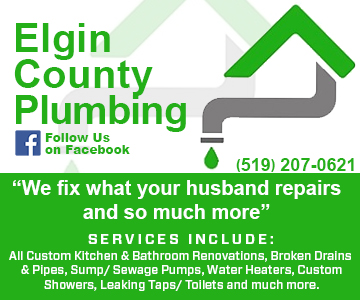 Elgin
County
Plumbing
Follow Us
on Facebook
(519) 207-0621
“We fix what your husband repairs
and so much more”
SERVICES INCLUDE:
All Custom Kitchen & Bathroom Renovations, Broken Drains
& Pipes, Sump/ Sewage Pumps, Water Heaters, Custom
Showers, Leaking Taps/ Toilets and much more.